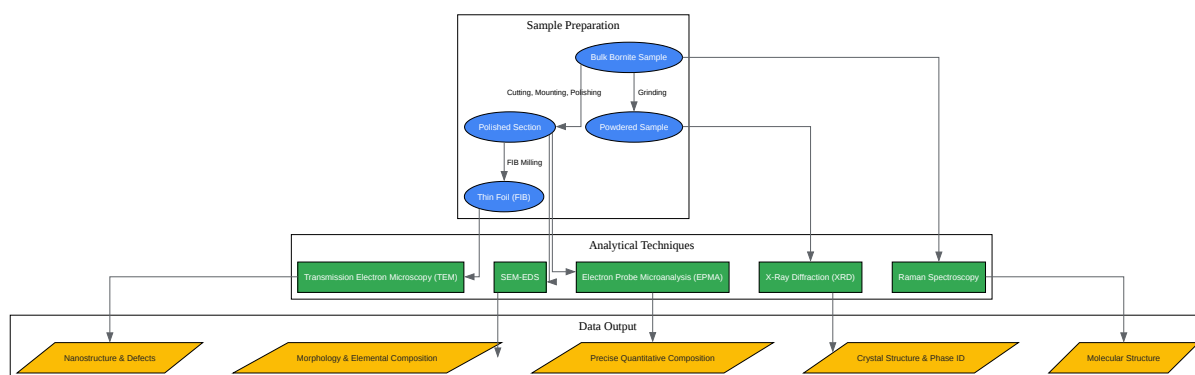 Sample Preparation
Bulk Bornite Sample
Cutting, Mounting, Polishing
Grinding
Polished Section
Powdered Sample
FIB Milling
Thin Foil (FIB)
Analytical Techniques
Transmission Electron Microscopy (TEM)
SEM-EDS
Electron Probe Microanalysis (EPMA)
X-Ray Diffraction (XRD)
Raman Spectroscopy
Data Output
Nanostructure & Defects
Morphology & Elemental Composition
Precise Quantitative Composition
Crystal Structure & Phase ID
Molecular Structure